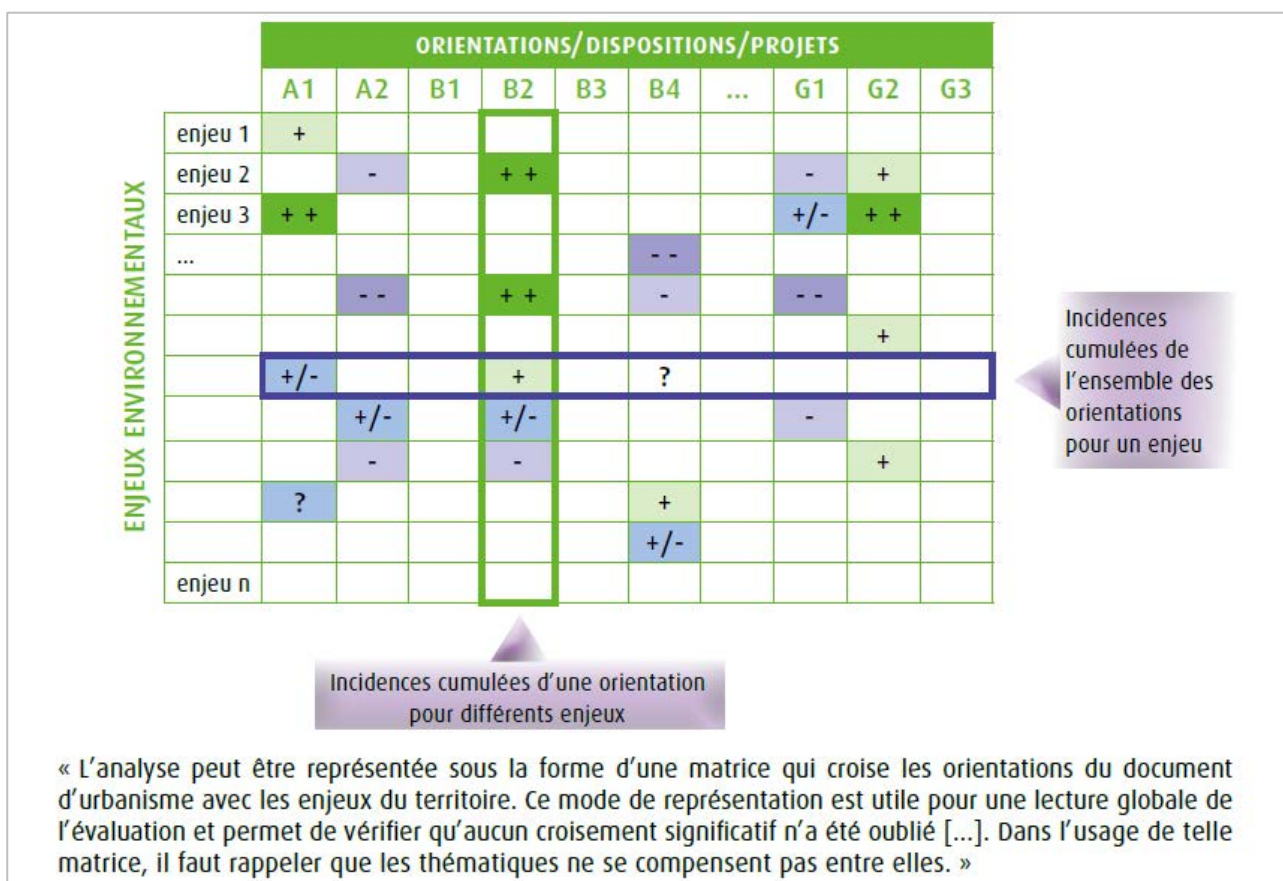 ORIENTATIONS/DISPOSITIONS/PROJETS
A1 A2 B1 B2 B3 B4 ... G1 G2 G3
ENJEUX ENVIRONNEMENTAUX
enjeu 1 +
enjeu 2 - + + - +
enjeu 3 + + +/- + +
... - -
- - + + - - -
+
+/- + ?
+/- +/- -
- - +
? +
+/-
enjeu n
Incidences
cumulées de
l'ensemble des
orientations
pour un enjeu
Incidences cumulées d'une orientation
pour différents enjeux
« L'analyse peut être représentée sous la forme d'une matrice qui croise les orientations du document
d'urbanisme avec les enjeux du territoire. Ce mode de représentation est utile pour une lecture globale de
l'évaluation et permet de vérifier qu'aucun croisement significatif n'a été oublié [...]. Dans l'usage de telle
matrice, il faut rappeler que les thématiques ne se compensent pas entre elles. »